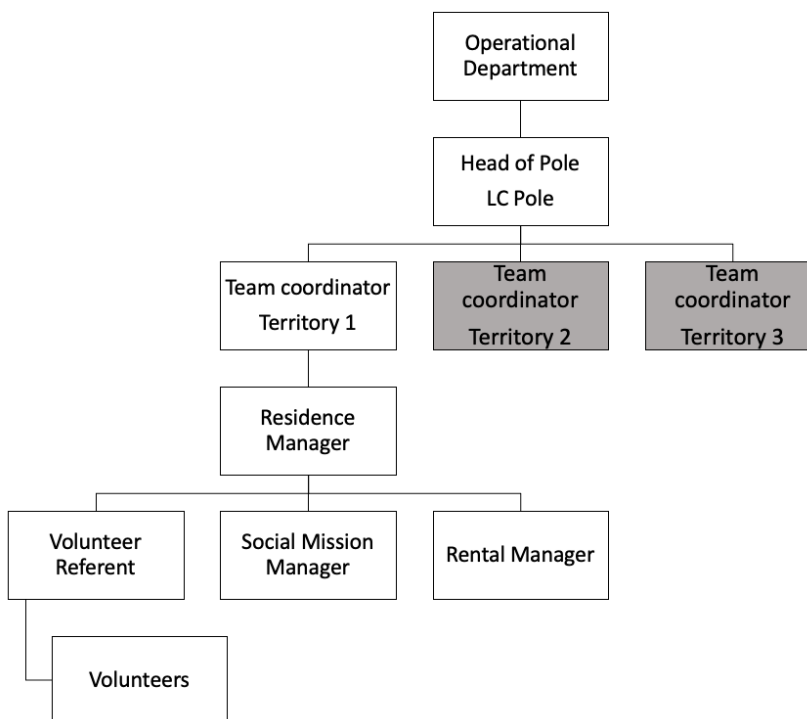 Operational
Department
Head of Pole
LC Pole
Team coordinator
Territory 1
Team
coordinator
Territory 2
Team
coordinator
Territory 3
Residence
Manager
Volunteer
Referent
Social Mission
Manager
Rental Manager
Volunteers